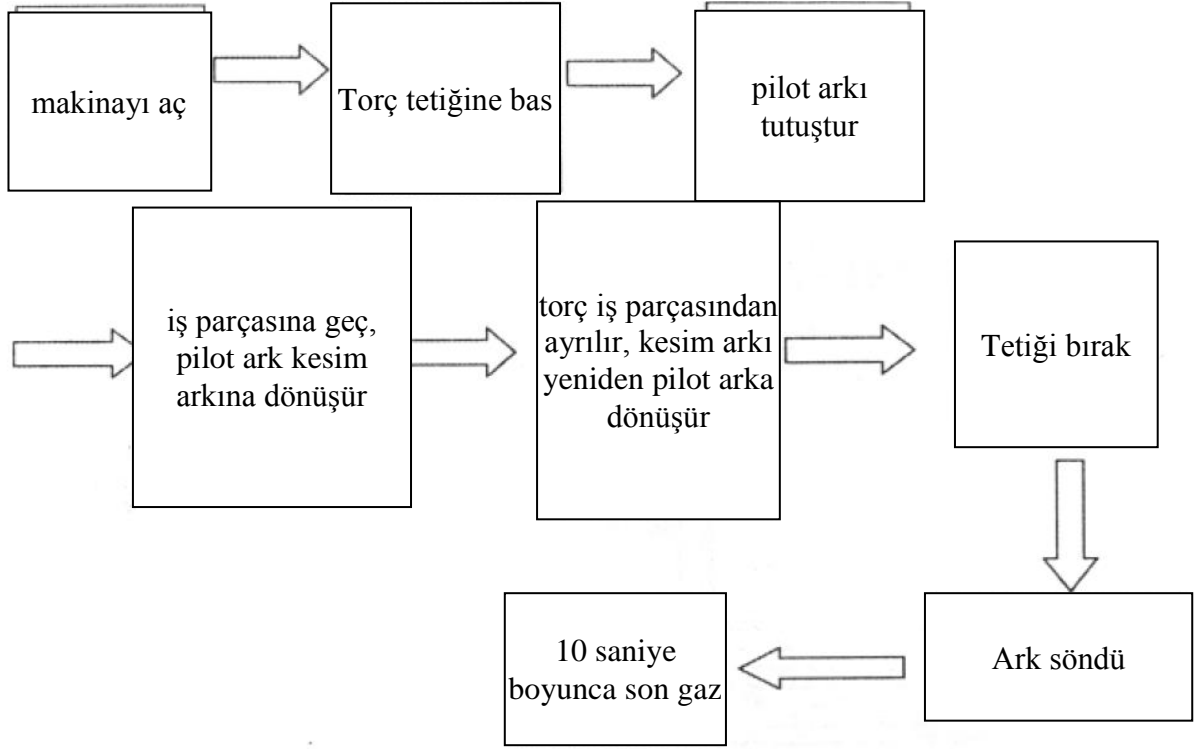 makinayı aç
Torç tetiğine bas
pilot arkı
tutuştur
iş parçasına geç,
pilot ark kesim
arkına dönüşür
torç iş parçasından
ayrılır, kesim arkı
yeniden pilot arka
dönüşür
Tetiği bırak
Ark söndü
10 saniye
boyunca son gaz